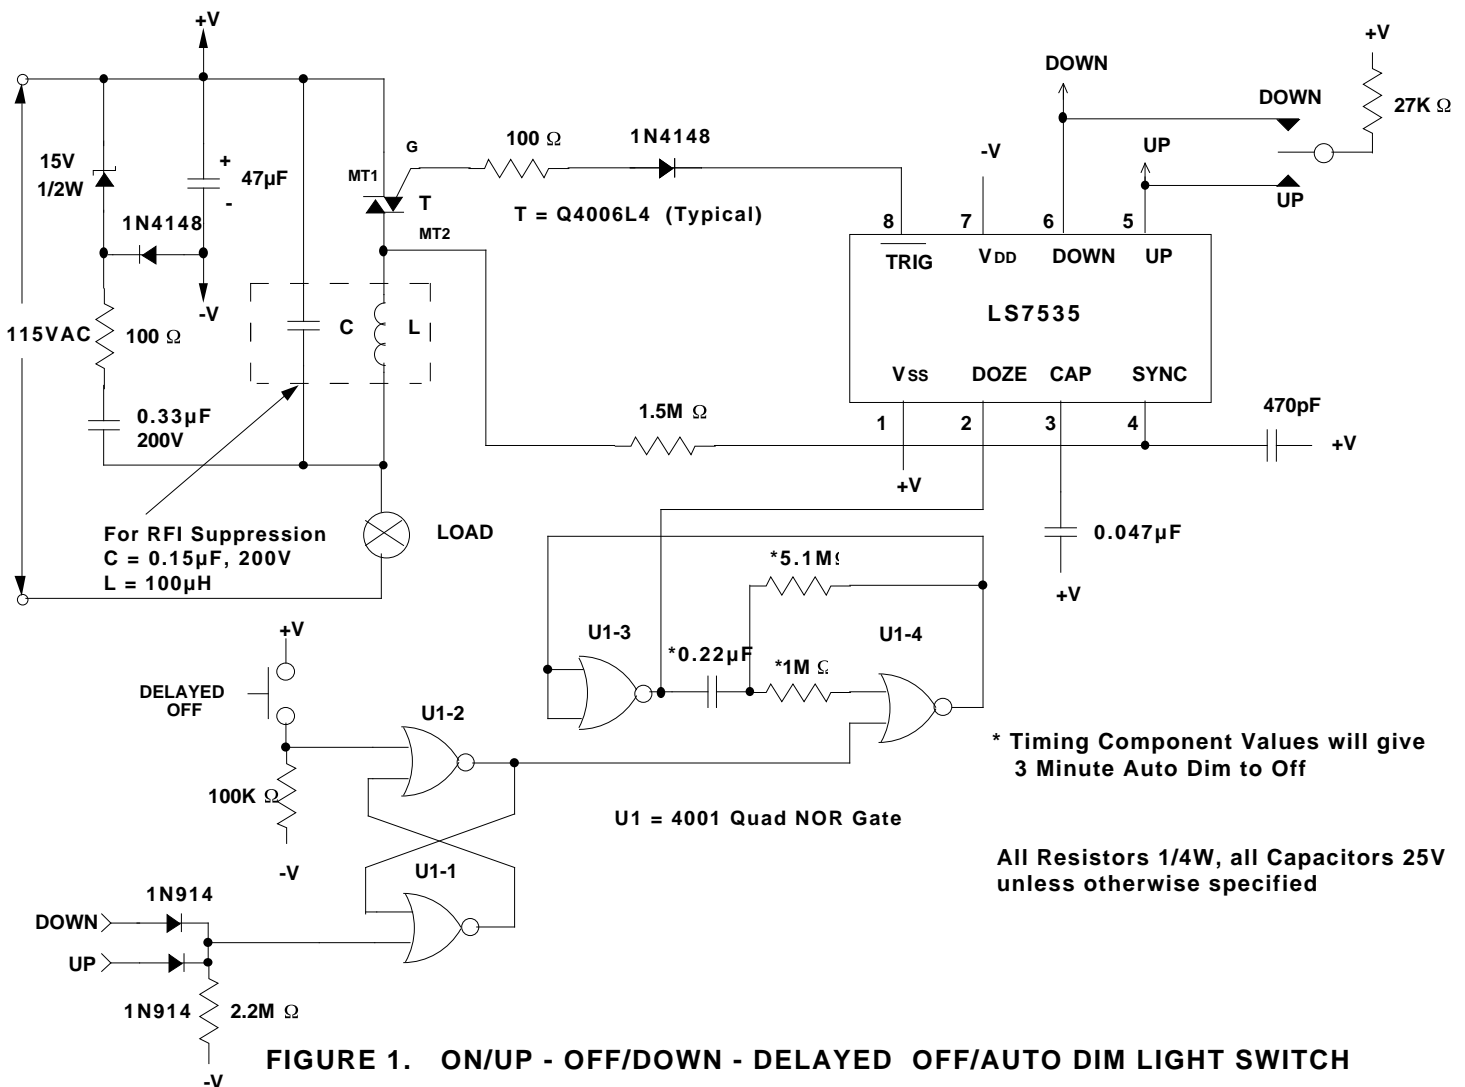 +V
+V
DOWN
DOWN
27K Ω
15V
1/2W
+
47µF
-
G
100 Ω
1N4148
-V
UP
UP
MT1
T
T = Q4006L4 (Typical)
MT2
1N4148
-V
8
7
6
5
TRIG
VDD
DOWN
UP
LS7535
115VAC
100 Ω
C
L
VSS
DOZE
CAP
SYNC
0.33µF
200V
1.5M Ω
1
2
3
4
470pF
+V
+V
For RFI Suppression
C = 0.15µF, 200V
L = 100µH
LOAD
0.047µF
+V
*5.1MΩ
+V
U1-3
*0.22µF
*1M Ω
U1-4
DELAYED
OFF
U1-2
* Timing Component Values will give
3 Minute Auto Dim to Off
100K Ω
U1 = 4001 Quad NOR Gate
-V
U1-1
All Resistors 1/4W, all Capacitors 25V
unless otherwise specified
1N914
DOWN
UP
1N914
2.2M Ω
-V
FIGURE 1. ON/UP - OFF/DOWN - DELAYED OFF/AUTO DIM LIGHT SWITCH